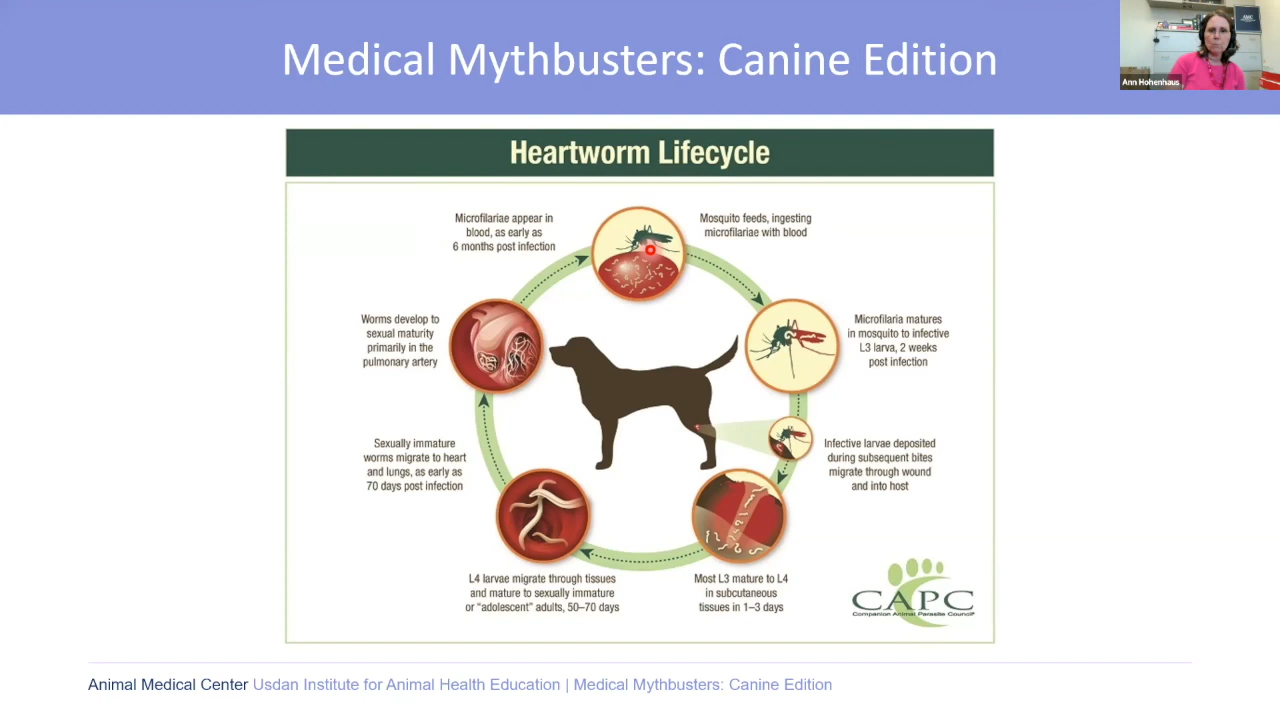 Medical Mythbusters: Canine Edition
Ann Hohenhaus
Heartworm Lifecycle
Microfilariae appear in
blood, as early as
6 months post infection
Mosquito feeds, ingesting
microfilariae with blood
Worms develop to
sexual maturity
primarily in the
pulmonary artery
Microfilaria matures
in mosquito to infective
L3 larva, 2 weeks
post infection
Sexually immature
worms migrate to heart
and lungs, as early as
70 days post infection
Infective larvae deposited
during subsequent bites
migrate through wound
and into host
L4 larvae migrate through tissues
and mature to sexually immature
or “adolescent” adults, 50–70 days
Most L3 mature to L4
in subcutaneous
tissues in 1–3 days
CAPC
Companion Animal Parasite Council
Animal Medical Center Usdan Institute for Animal Health Education | Medical Mythbusters: Canine Edition